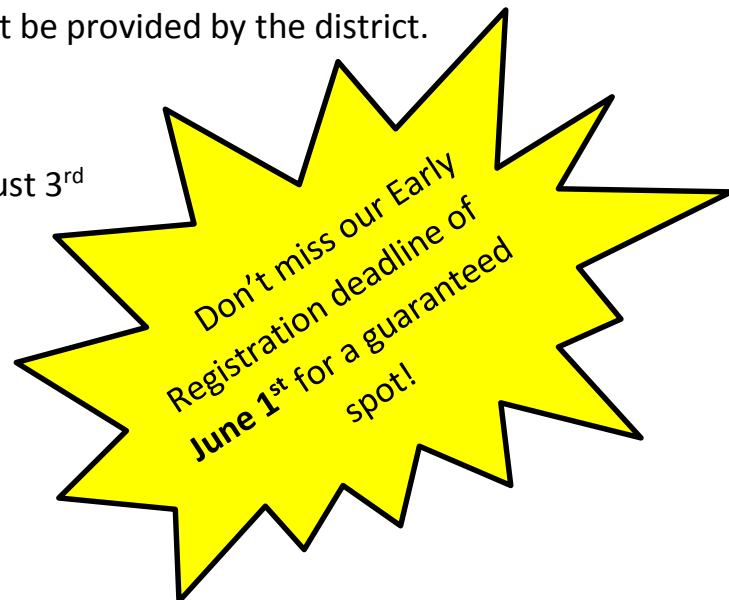 t be provided by the district.
ust 3rd
Don't miss our Early
Registration deadline of
June 1st for a guaranteed
spot!